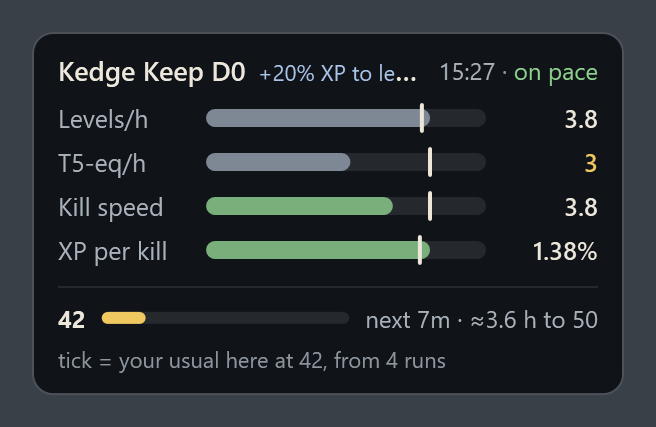 Kedge Keep D0 +20% XP to le... 15:27 · on pace
Levels/h 3.8
T5-eq/h 3
Kill speed 3.8
XP per kill 1.38%
42 next 7m · ≈3.6 h to 50
tick = your usual here at 42, from 4 runs